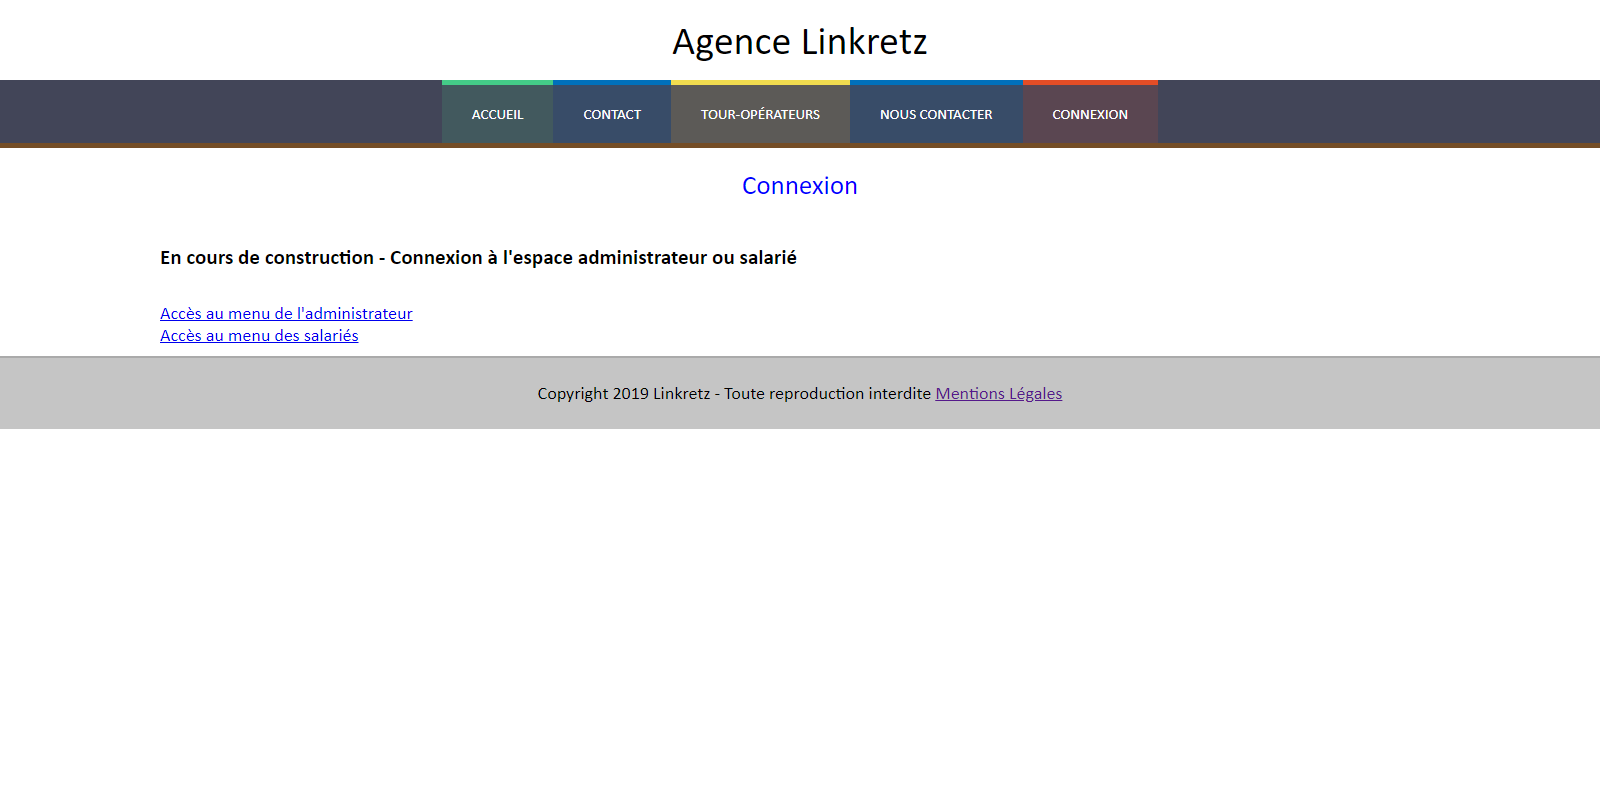 Agence Linkretz
ACCUEIL CONTACT TOUR-OPÉRATEURS NOUS CONTACTER CONNEXION
Connexion
En cours de construction - Connexion à l'espace administrateur ou salarié
Accès au menu de l'administrateur
Accès au menu des salariés
Copyright 2019 Linkretz - Toute reproduction interdite Mentions Légales